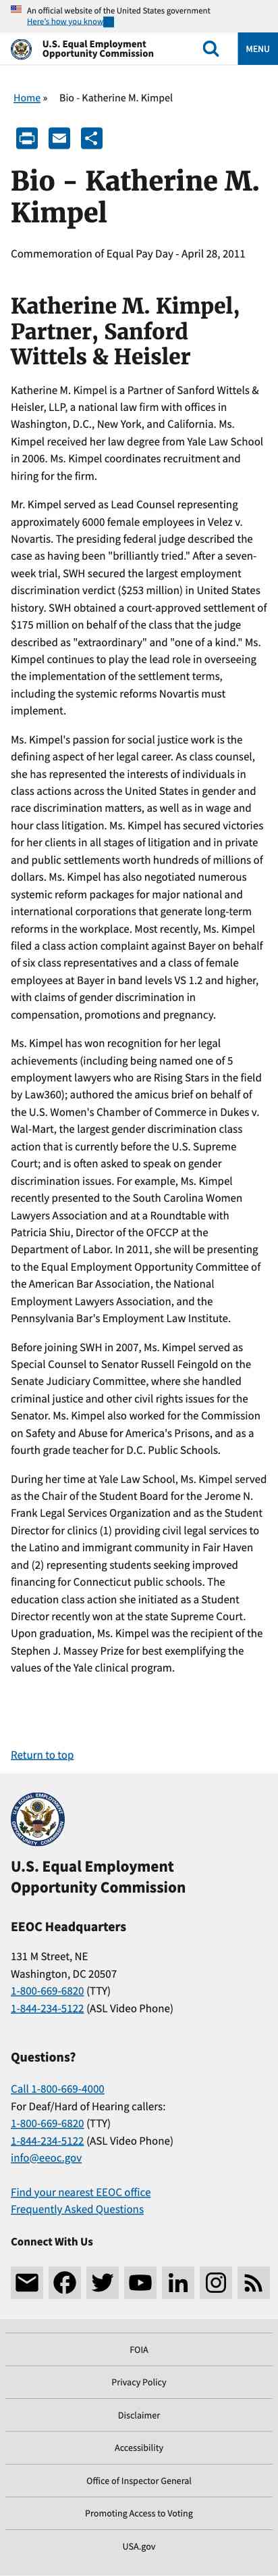 An official website of the United States government
Here's how you know
U.S. Equal Employment
Opportunity Commission
MENU
Home »
Bio - Katherine M. Kimpel
Bio - Katherine M.
Kimpel
Commemoration of Equal Pay Day - April 28, 2011
Katherine M. Kimpel,
Partner, Sanford
Wittels & Heisler
Katherine M. Kimpel is a Partner of Sanford Wittels &
Heisler, LLP, a national law firm with offices in
Washington, D.C., New York, and California. Ms.
Kimpel received her law degree from Yale Law School
in 2006. Ms. Kimpel coordinates recruitment and
hiring for the firm.
Mr. Kimpel served as Lead Counsel representing
approximately 6000 female employees in Velez v.
Novartis. The presiding federal judge described the
case as having been "brilliantly tried." After a seven-
week trial, SWH secured the largest employment
discrimination verdict ($253 million) in United States
history. SWH obtained a court-approved settlement of
$175 million on behalf of the class that the judge
described as "extraordinary" and "one of a kind." Ms.
Kimpel continues to play the lead role in overseeing
the implementation of the settlement terms,
including the systemic reforms Novartis must
implement.
Ms. Kimpel's passion for social justice work is the
defining aspect of her legal career. As class counsel,
she has represented the interests of individuals in
class actions across the United States in gender and
race discrimination matters, as well as in wage and
hour class litigation. Ms. Kimpel has secured victories
for her clients in all stages of litigation and in private
and public settlements worth hundreds of millions of
dollars. Ms. Kimpel has also negotiated numerous
systemic reform packages for major national and
international corporations that generate long-term
reforms in the workplace. Most recently, Ms. Kimpel
filed a class action complaint against Bayer on behalf
of six class representatives and a class of female
employees at Bayer in band levels VS 1.2 and higher,
with claims of gender discrimination in
compensation, promotions and pregnancy.
Ms. Kimpel has won recognition for her legal
achievements (including being named one of 5
employment lawyers who are Rising Stars in the field
by Law360); authored the amicus brief on behalf of
the U.S. Women's Chamber of Commerce in Dukes v.
Wal-Mart, the largest gender discrimination class
action that is currently before the U.S. Supreme
Court; and is often asked to speak on gender
discrimination issues. For example, Ms. Kimpel
recently presented to the South Carolina Women
Lawyers Association and at a Roundtable with
Patricia Shiu, Director of the OFCCP at the
Department of Labor. In 2011, she will be presenting
to the Equal Employment Opportunity Committee of
the American Bar Association, the National
Employment Lawyers Association, and the
Pennsylvania Bar's Employment Law Institute.
Before joining SWH in 2007, Ms. Kimpel served as
Special Counsel to Senator Russell Feingold on the
Senate Judiciary Committee, where she handled
criminal justice and other civil rights issues for the
Senator. Ms. Kimpel also worked for the Commission
on Safety and Abuse for America's Prisons, and as a
fourth grade teacher for D.C. Public Schools.
During her time at Yale Law School, Ms. Kimpel served
as the Chair of the Student Board for the Jerome N.
Frank Legal Services Organization and as the Student
Director for clinics (1) providing civil legal services to
the Latino and immigrant community in Fair Haven
and (2) representing students seeking improved
financing for Connecticut public schools. The
education class action she initiated as a Student
Director recently won at the state Supreme Court.
Upon graduation, Ms. Kimpel was the recipient of the
Stephen J. Massey Prize for best exemplifying the
values of the Yale clinical program.
Return to top
U.S. Equal Employment
Opportunity Commission
EEOC Headquarters
131 M Street, NE
Washington, DC 20507
1-800-669-6820 (TTY)
1-844-234-5122 (ASL Video Phone)
Questions?
Call 1-800-669-4000
For Deaf/Hard of Hearing callers:
1-800-669-6820 (TTY)
1-844-234-5122 (ASL Video Phone)
info@eeoc.gov
Find your nearest EEOC office
Frequently Asked Questions
Connect With Us
FOIA
Privacy Policy
Disclaimer
Accessibility
Office of Inspector General
Promoting Access to Voting
USA.gov